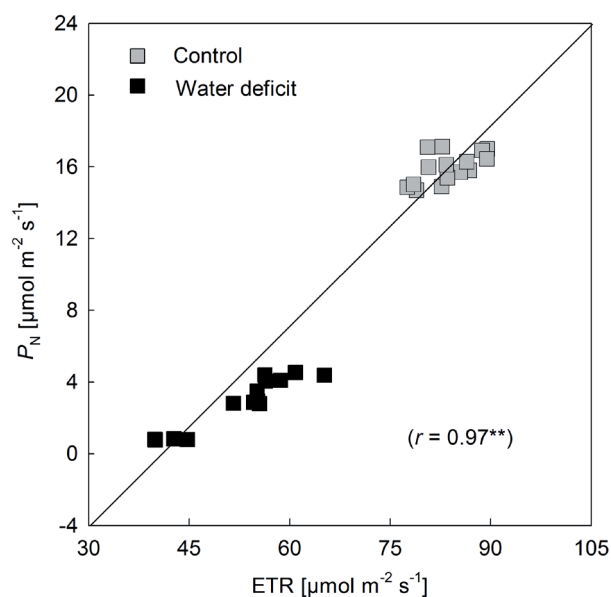 24
20
16
12
8
4
0
-4
Control
Water deficit
P_N [µmol m⁻² s⁻¹]
(r = 0.97**)
30 45 60 75 90 105
ETR [µmol m⁻² s⁻¹]